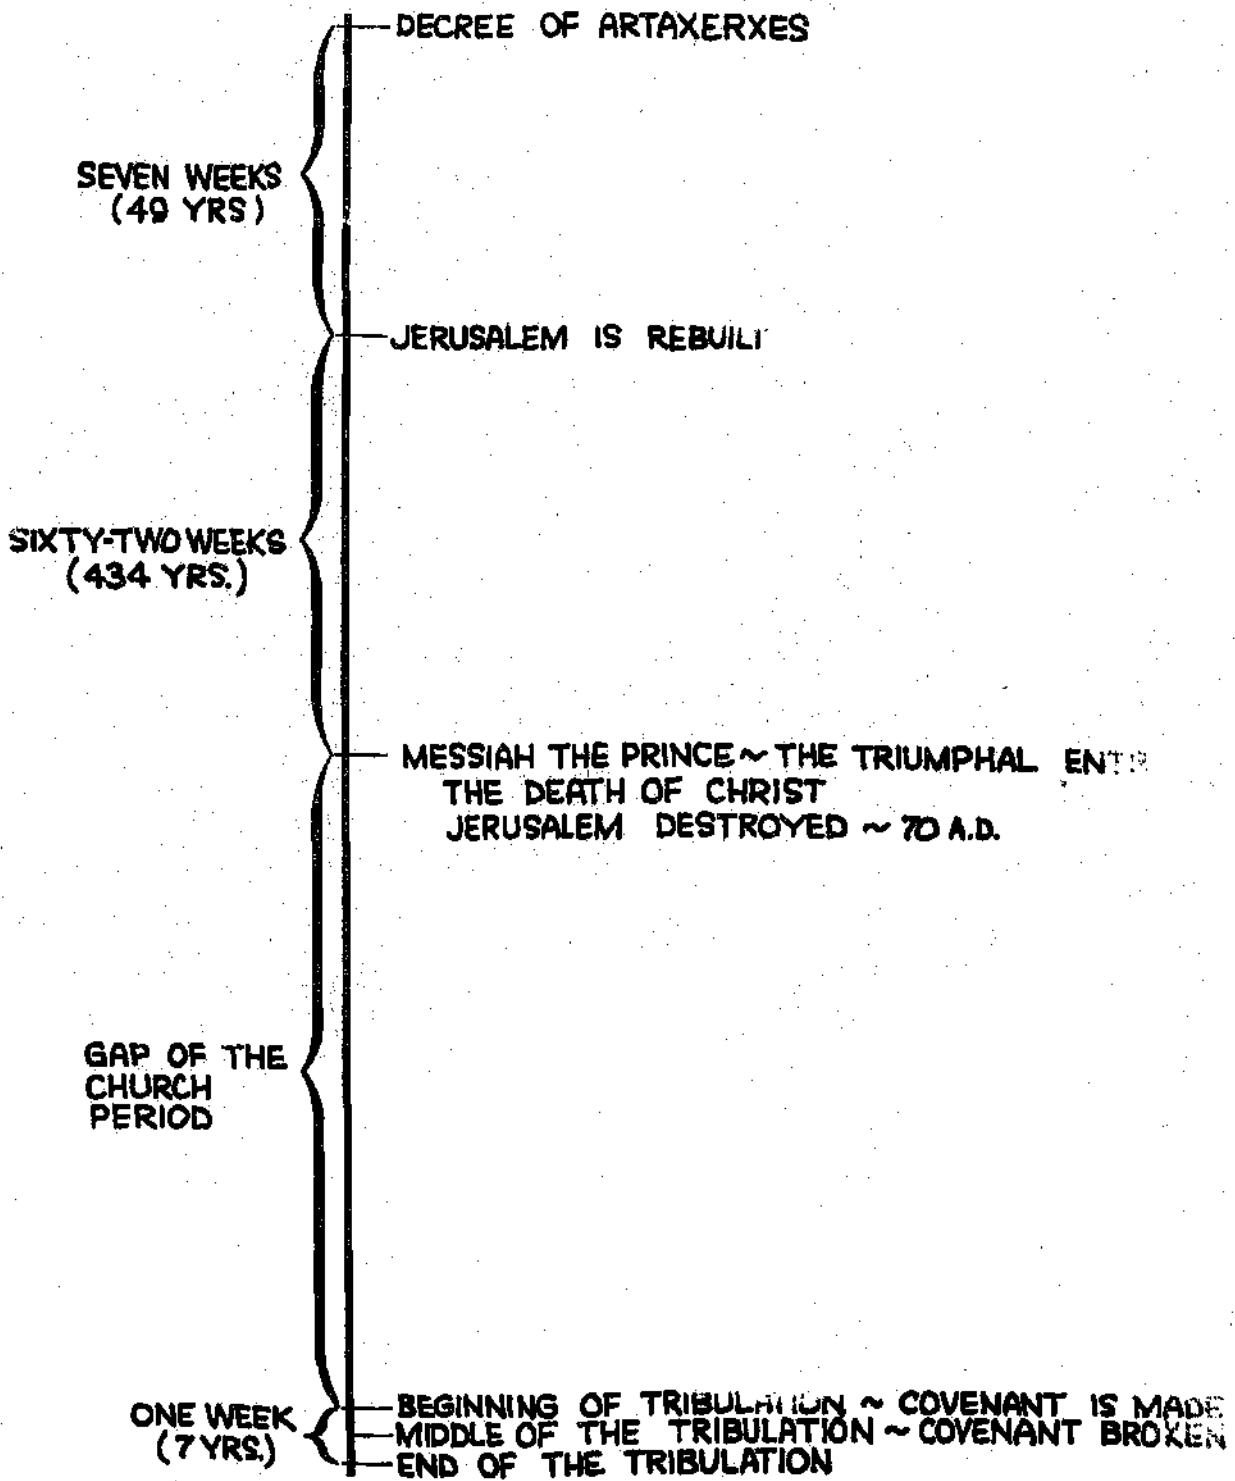 DECREE OF ARTAXERXES
SEVEN WEEKS
(49 YRS)
JERUSALEM IS REBUILT
SIXTY-TWO WEEKS
(434 YRS.)
MESSIAH THE PRINCE ~ THE TRIUMPHAL
THE DEATH OF CHRIST
JERUSALEM DESTROYED ~ 70 A.D.
GAP OF THE
CHURCH
PERIOD
BEGINNING OF TRIBULATION ~ COVENANT IS MADE
ONE WEEK
(7 YRS.)
MIDDLE OF THE TRIBULATION ~ COVENANT BROKEN
END OF THE TRIBULATION